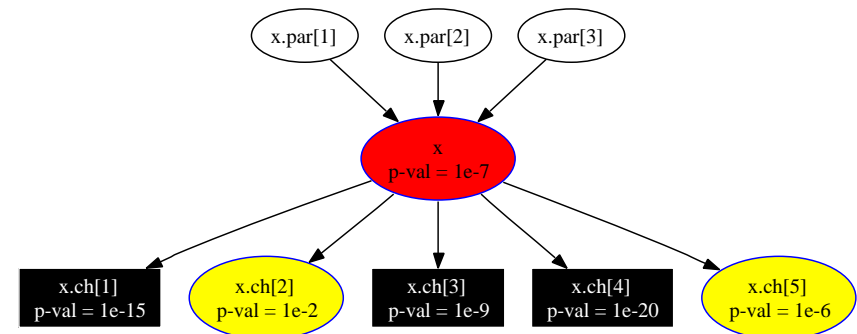 x.par[1] x.par[2] x.par[3]
x
p-val = 1e-7
x.ch[1] x.ch[2] x.ch[3] x.ch[4] x.ch[5]
p-val = 1e-15 p-val = 1e-2 p-val = 1e-9 p-val = 1e-20 p-val = 1e-6